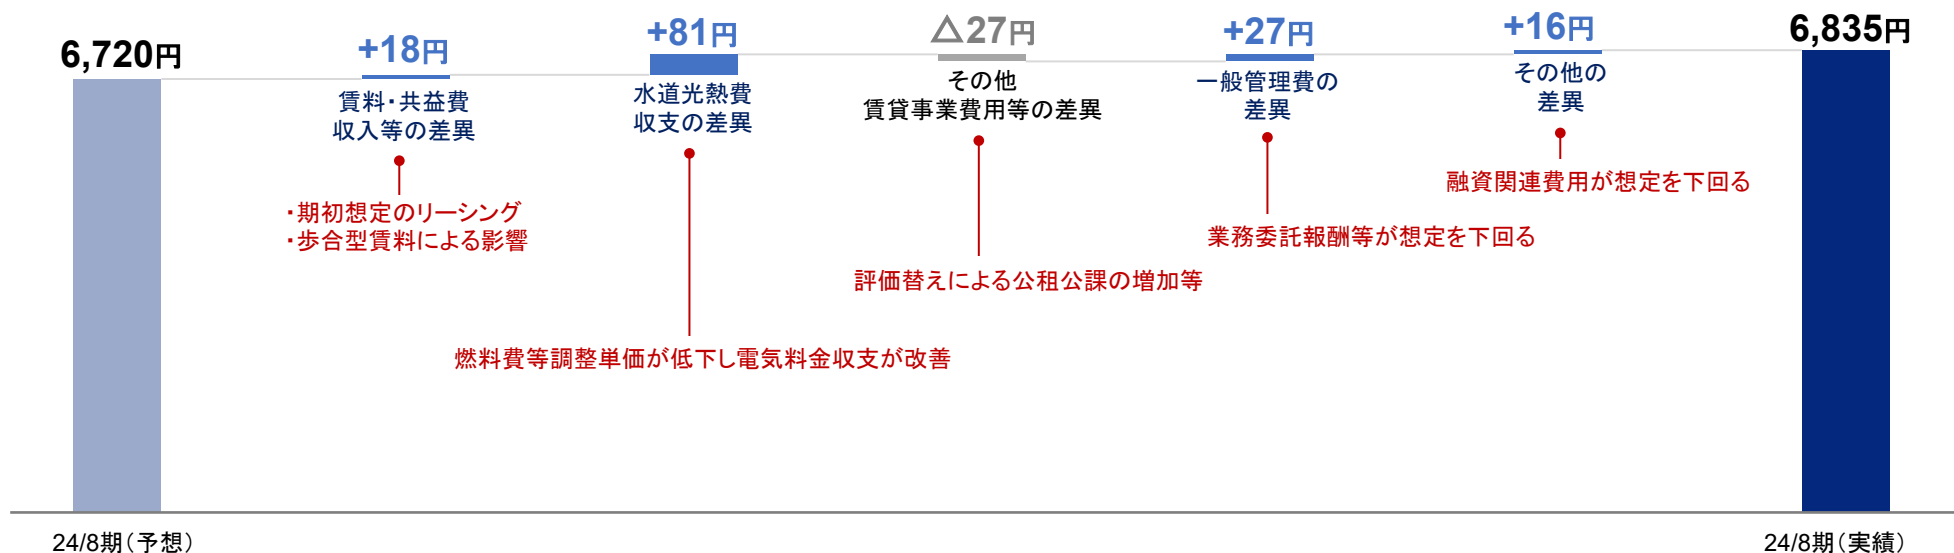 6,720円
+18円
賃料・共益費
収入等の差異
・期初想定のリーシング
・歩合型賃料による影響
+81円
水道光熱費
収支の差異
燃料費等調整単価が低下し電気料金収支が改善
△27円
その他
賃貸事業費用等の差異
評価替えによる公租公課の増加等
+27円
一般管理費の
差異
業務委託報酬等が想定を下回る
+16円
その他の
差異
融資関連費用が想定を下回る
6,835円
24/8期(予想)
24/8期(実績)